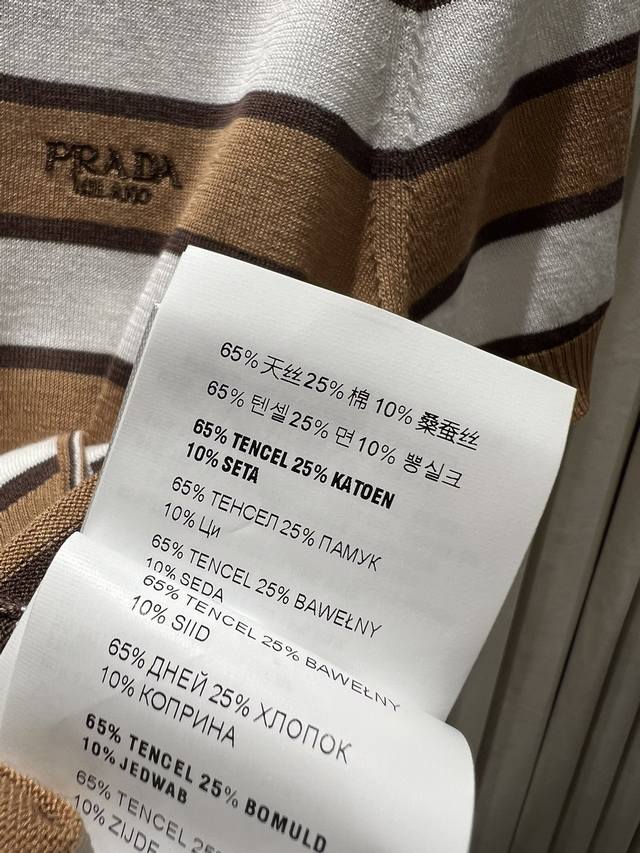 PRADA
MILANO
65% 天丝 25% 棉 10% 桑蚕丝
65% 텐셀 25% 면 10% 뽕실크
65% TENCEL 25% KATOEN
10% SETA
65% ТЕНСЕЛ 25% ПАМУК
10% Ци
65% TENCEL 25% BAWEŁNY
10% SEDA
65% TENCEL 25% BAWEŁNY
10% SIID
65% ДНЕЙ 25% ХЛОПОК
10% КОПРИНА
65% TENCEL 25% BOMULD
10% JEDWAB
65% TENCEL 25%
10% ZIJDE